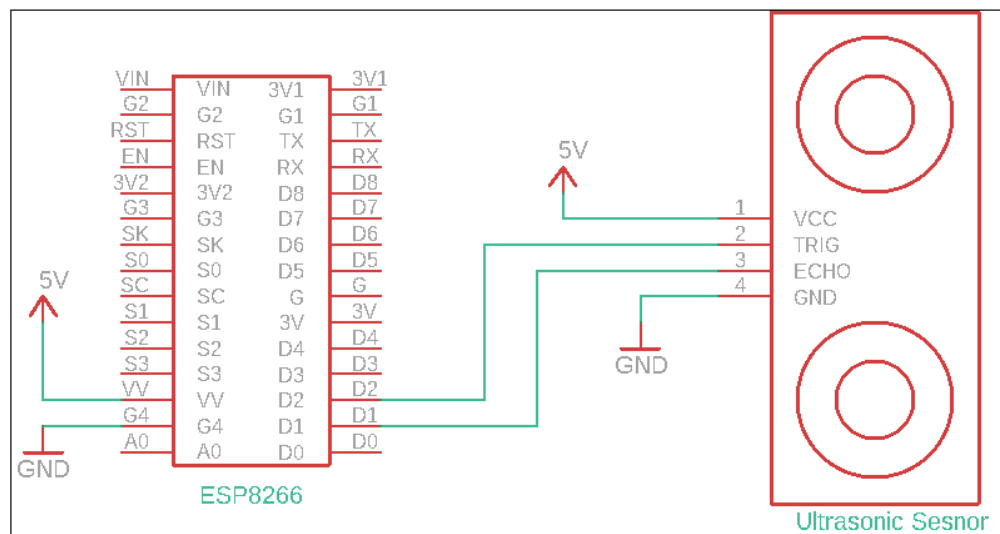 VIN VIN 3V1 3V1
G2 G2 G1 G1
RST RST TX TX
EN EN RX RX
3V2 3V2 D8 D8
G3 G3 D7 D7
SK SK D6 D6
S0 S0 D5 D5
SC SC G G
S1 S1 3V 3V
S2 S2 D4 D4
S3 S3 D3 D3
VV VV D2 D2
G4 G4 D1 D1
A0 A0 D0 D0
5V
GND
ESP8266
5V
1 VCC
2 TRIG
3 ECHO
4 GND
GND
Ultrasonic Sesnor